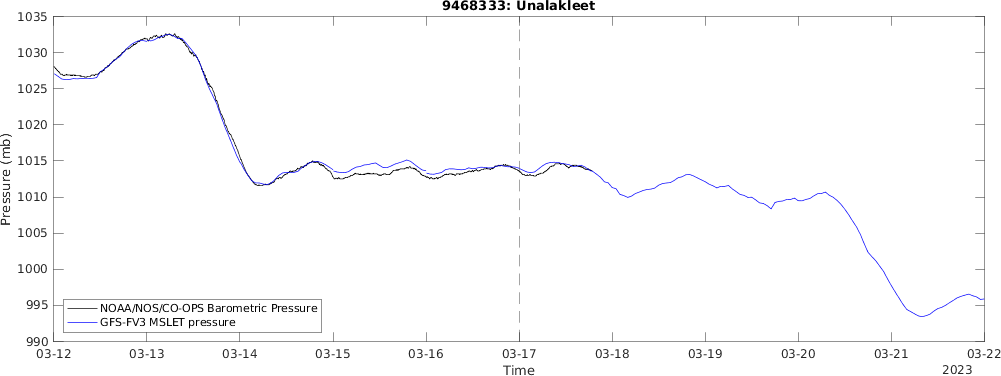 9468333: Unalakleet
1035
1030
1025
1020
1015
1010
1005
1000
995
990
Pressure (mb)
NOAA/NOS/CO-OPS Barometric Pressure
GFS-FV3 MSLET pressure
03-12 03-13 03-14 03-15 03-16 03-17 03-18 03-19 03-20 03-21 03-22
Time
2023